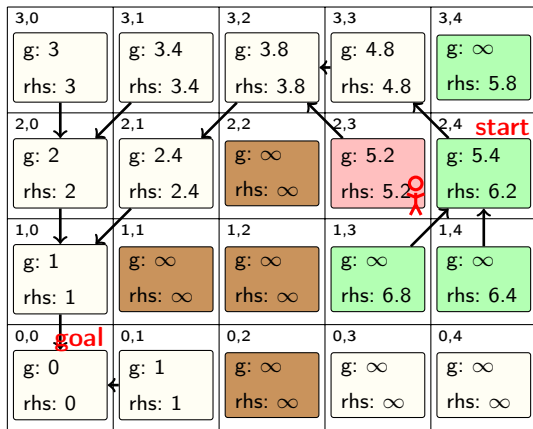 3,0 3,1 3,2 3,3 3,4
g: 3 g: 3.4 g: 3.8 g: 4.8 g: ∞
rhs: 3 rhs: 3.4 rhs: 3.8 rhs: 4.8 rhs: 5.8
2,0 2,1 2,2 2,3 2,4 start
g: 2 g: 2.4 g: ∞ g: 5.2 g: 5.4
rhs: 2 rhs: 2.4 rhs: ∞ rhs: 5.2 rhs: 6.2
1,0 1,1 1,2 1,3 1,4
g: 1 g: ∞ g: ∞ g: ∞ g: ∞
rhs: 1 rhs: ∞ rhs: ∞ rhs: 6.8 rhs: 6.4
0,0 goal 0,1 0,2 0,3 0,4
g: 0 g: 1 g: ∞ g: ∞ g: ∞
rhs: 0 rhs: 1 rhs: ∞ rhs: ∞ rhs: ∞